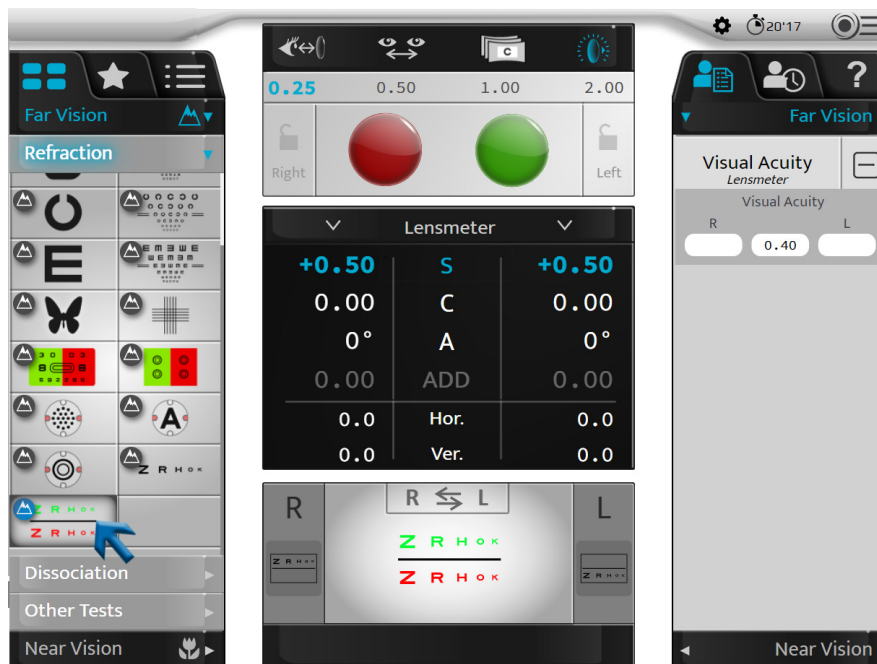 20'17
Far Vision
Refraction
Z R H O K
Z R H O K
Z R H O K
Dissociation
Other Tests
Near Vision
C
0.25 0.50 1.00 2.00
Right Left
Lensmeter
+0.50 S +0.50
0.00 C 0.00
0° A 0°
0.00 ADD 0.00
0.0 Hor. 0.0
0.0 Ver. 0.0
R R L L
Z R H O K
Z R H O K
Z R H O K
Z R H O K
?
Far Vision
Visual Acuity
Lensmeter
Visual Acuity
R L
0.40
Near Vision